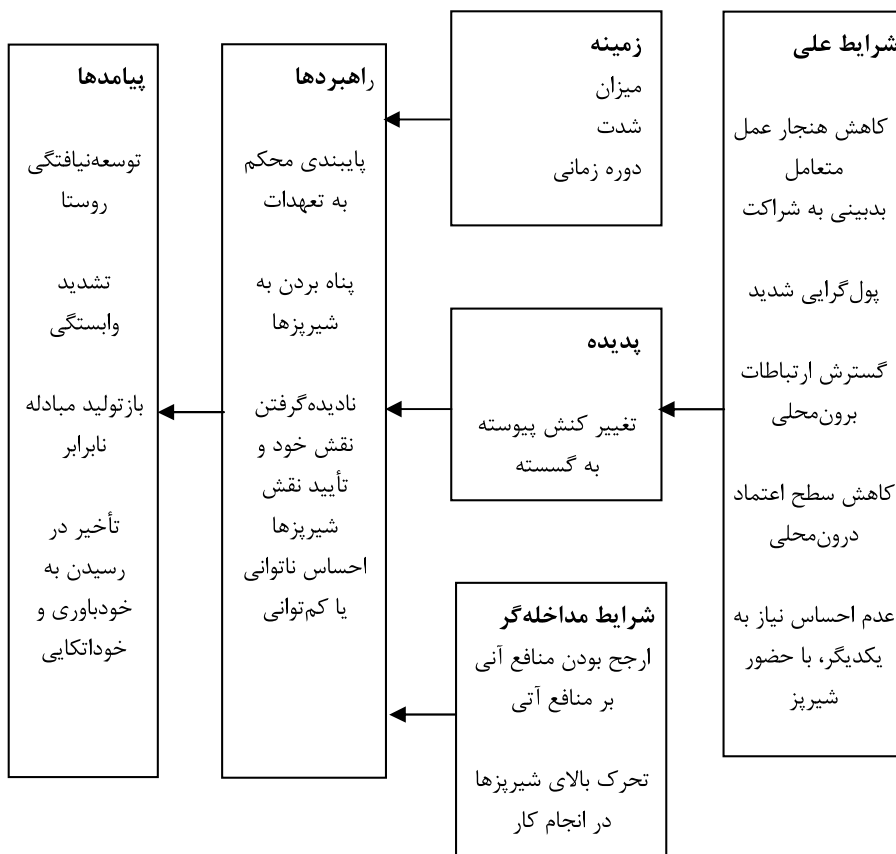 شرایط علی
کاهش هنجار عمل
متعامل
بدبینی به شراکت
پول‌گرایی شدید
گسترش ارتباطات
برون‌محلی
کاهش سطح اعتماد
درون‌محلی
عدم احساس نیاز به
یکدیگر، با حضور
شیرپز
زمینه
میزان
شدت
دوره زمانی
پدیده
تغییر کنش پیوسته
به گسسته
شرایط مداخله‌گر
ارجح بودن منافع آنی
بر منافع آتی
تحرک بالای شیرپزها
در انجام کار
راهبردها
پایبندی محکم
به تعهدات
پناه بردن به
شیرپزها
نادیده‌گرفتن
نقش خود و
تأیید نقش
شیرپزها
احساس ناتوانی
یا کم‌توانی
پیامدها
توسعه‌نیافتگی
روستا
تشدید
وابستگی
بازتولید مبادله
نابرابر
تأخیر در
رسیدن به
خودباوری و
خوداتکایی